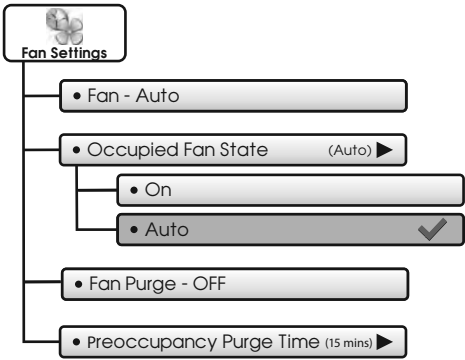 Fan Settings
• Fan - Auto
• Occupied Fan State (Auto) ▶
• On
• Auto ✓
• Fan Purge - OFF
• Preoccupancy Purge Time (15 mins) ▶